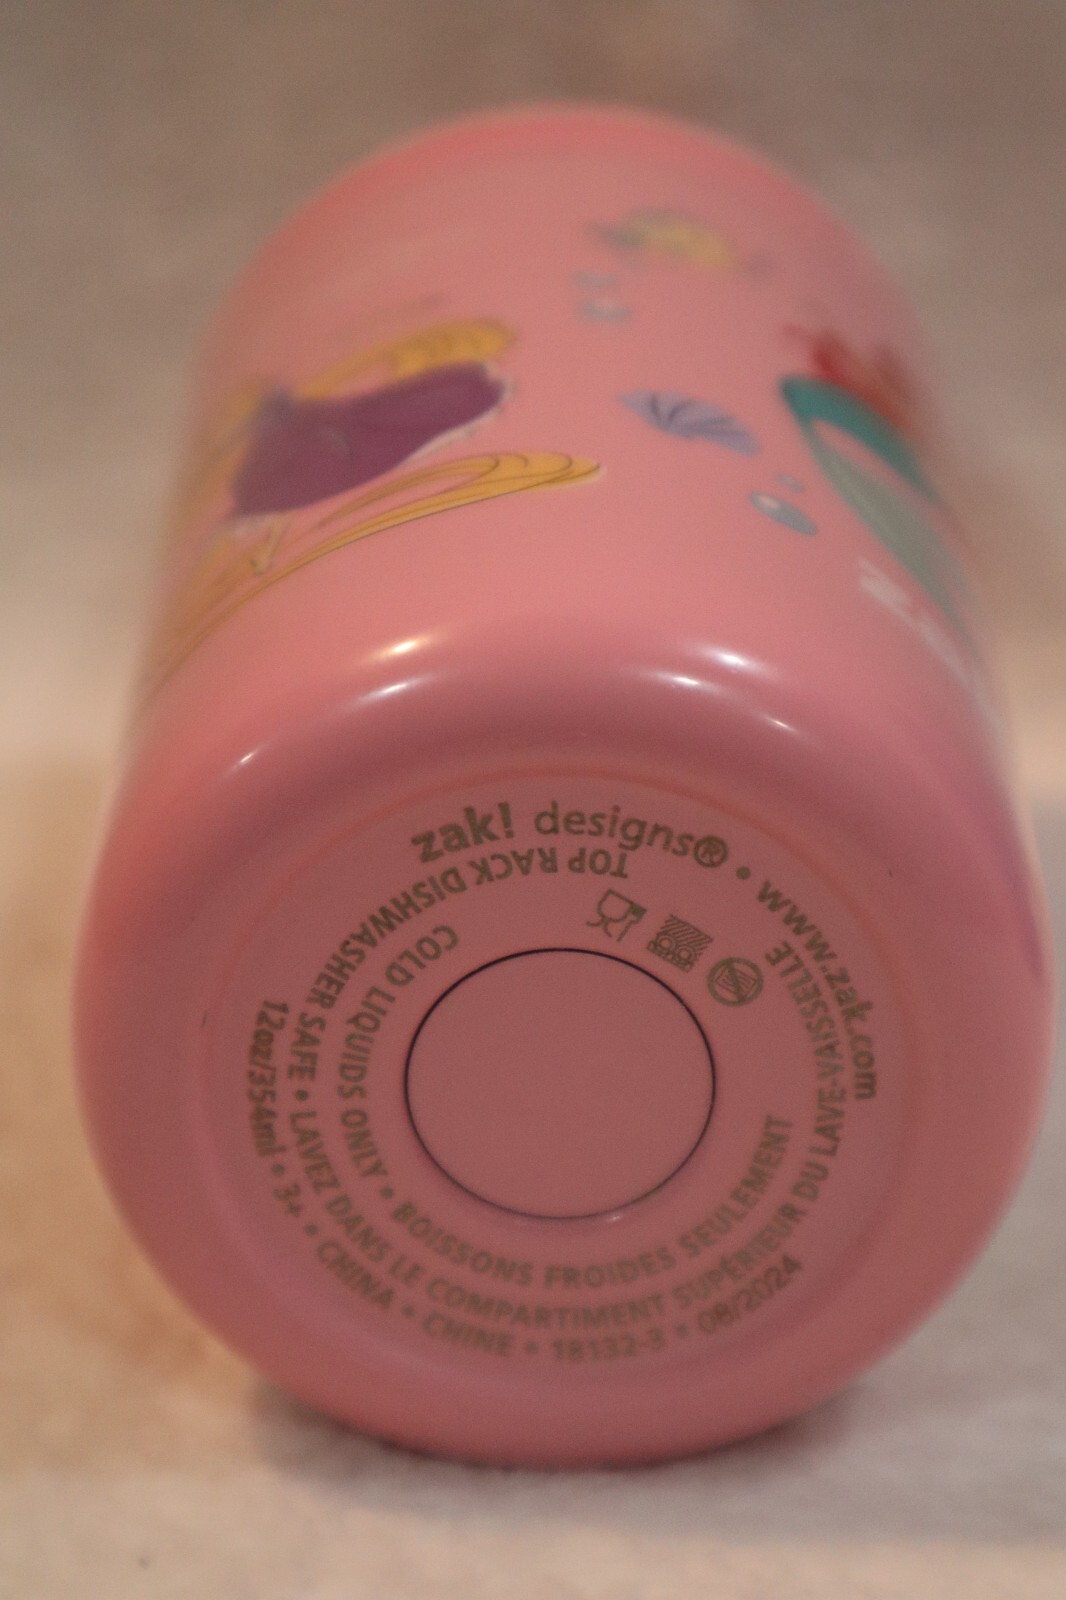 zak! designs® • www.zak.com
TOP RACK DISHWASHER SAFE • LAVEZ DANS LE COMPARTIMENT SUPÉRIEUR DU LAVE-VAISSELLE
COLD LIQUIDS ONLY • BOISSONS FROIDES SEULEMENT
12oz/354ml • 3+ • CHINA • CHINE • 18132-3 • 08/2024